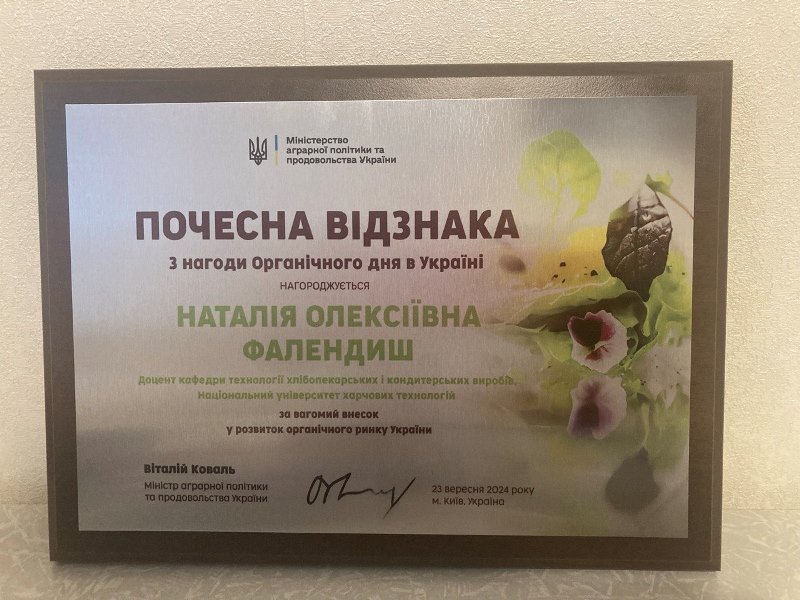 Міністерство
аграрної політики та
продовольства України
ПОЧЕСНА ВІДЗНАКА
З нагоди Органічного дня в Україні
НАГОРОДЖУЄТЬСЯ
НАТАЛІЯ ОЛЕКСІЇВНА
ФАЛЕНДИШ
Доцент кафедри технології хлібопекарських і кондитерських виробів,
Національний університет харчових технологій
за вагомий внесок
у розвиток органічного ринку України
Віталій Коваль
Міністр аграрної політики
та продовольства України
23 вересня 2024 року
м. Київ, Україна